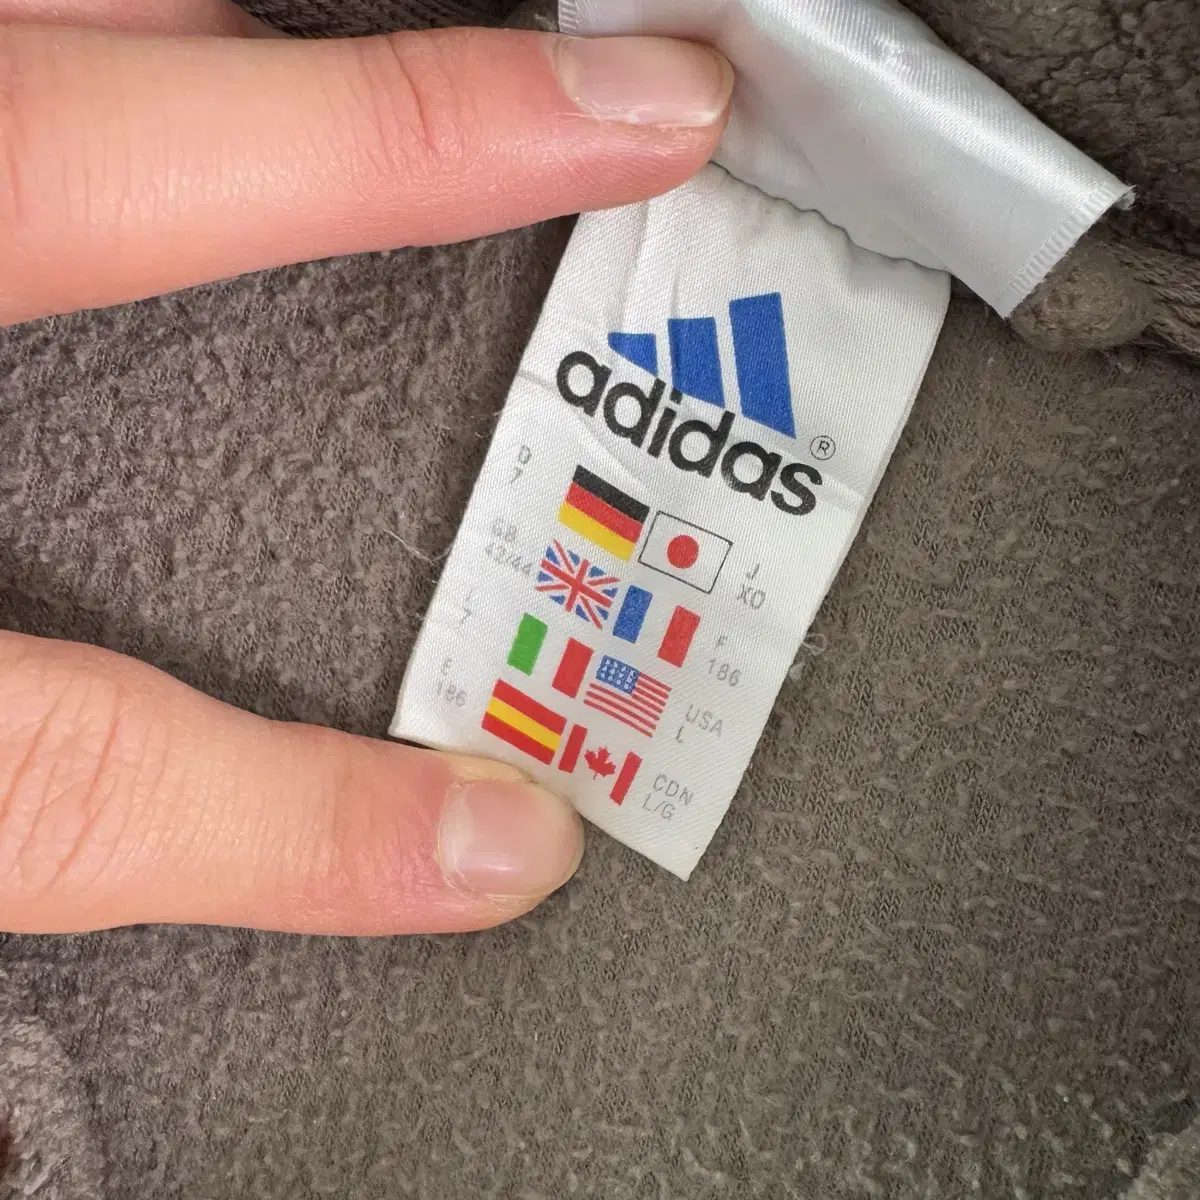 adidas®
D
7
J
XO
GB
42/44
F
186
I
7
USA
L
E
186
CDN
L/G